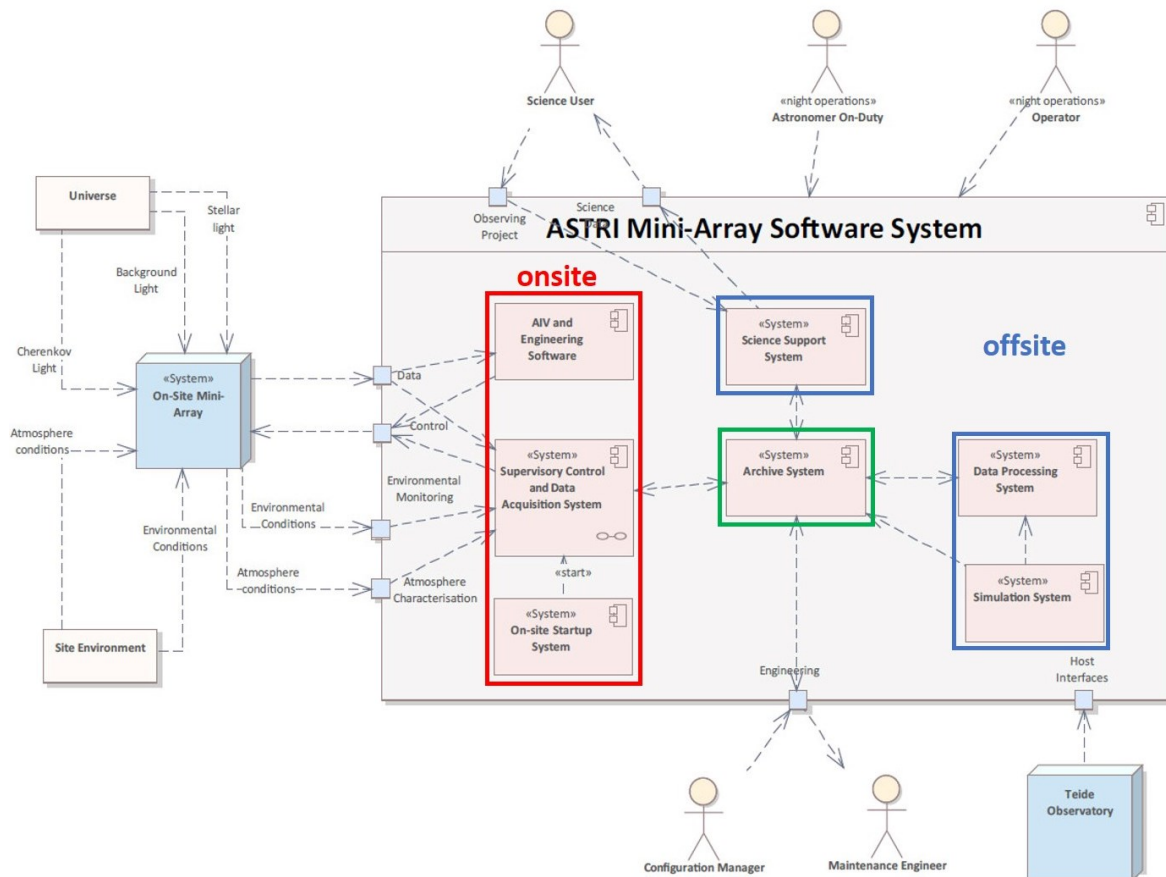 Science User
«night operations»
Astronomer On-Duty
«night operations»
Operator
Universe
Stellar
light
Background
Light
Cherenkov
Light
Atmosphere
conditions
«System»
On-Site Mini-
Array
Environmental
Conditions
Site Environment
Environmental
Conditions
Atmosphere
conditions
Observing
Project
Science
Data
ASTRI Mini-Array Software System
onsite
offsite
Data
Control
Environmental
Monitoring
Atmosphere
Characterisation
AIV and
Engineering
Software
«System»
Supervisory Control
and Data
Acquisition System
«start»
«System»
On-site Startup
System
«System»
Science Support
System
«System»
Archive System
«System»
Data Processing
System
«System»
Simulation System
Engineering
Host
Interfaces
Configuration Manager
Maintenance Engineer
Teide
Observatory